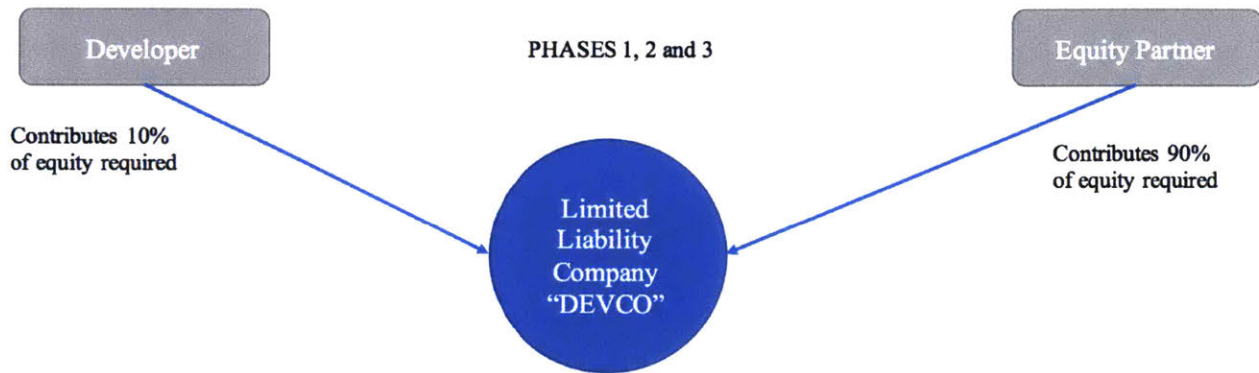 Developer
PHASES 1, 2 and 3
Equity Partner
Contributes 10%
of equity required
Contributes 90%
of equity required
Limited
Liability
Company
“DEVCO”